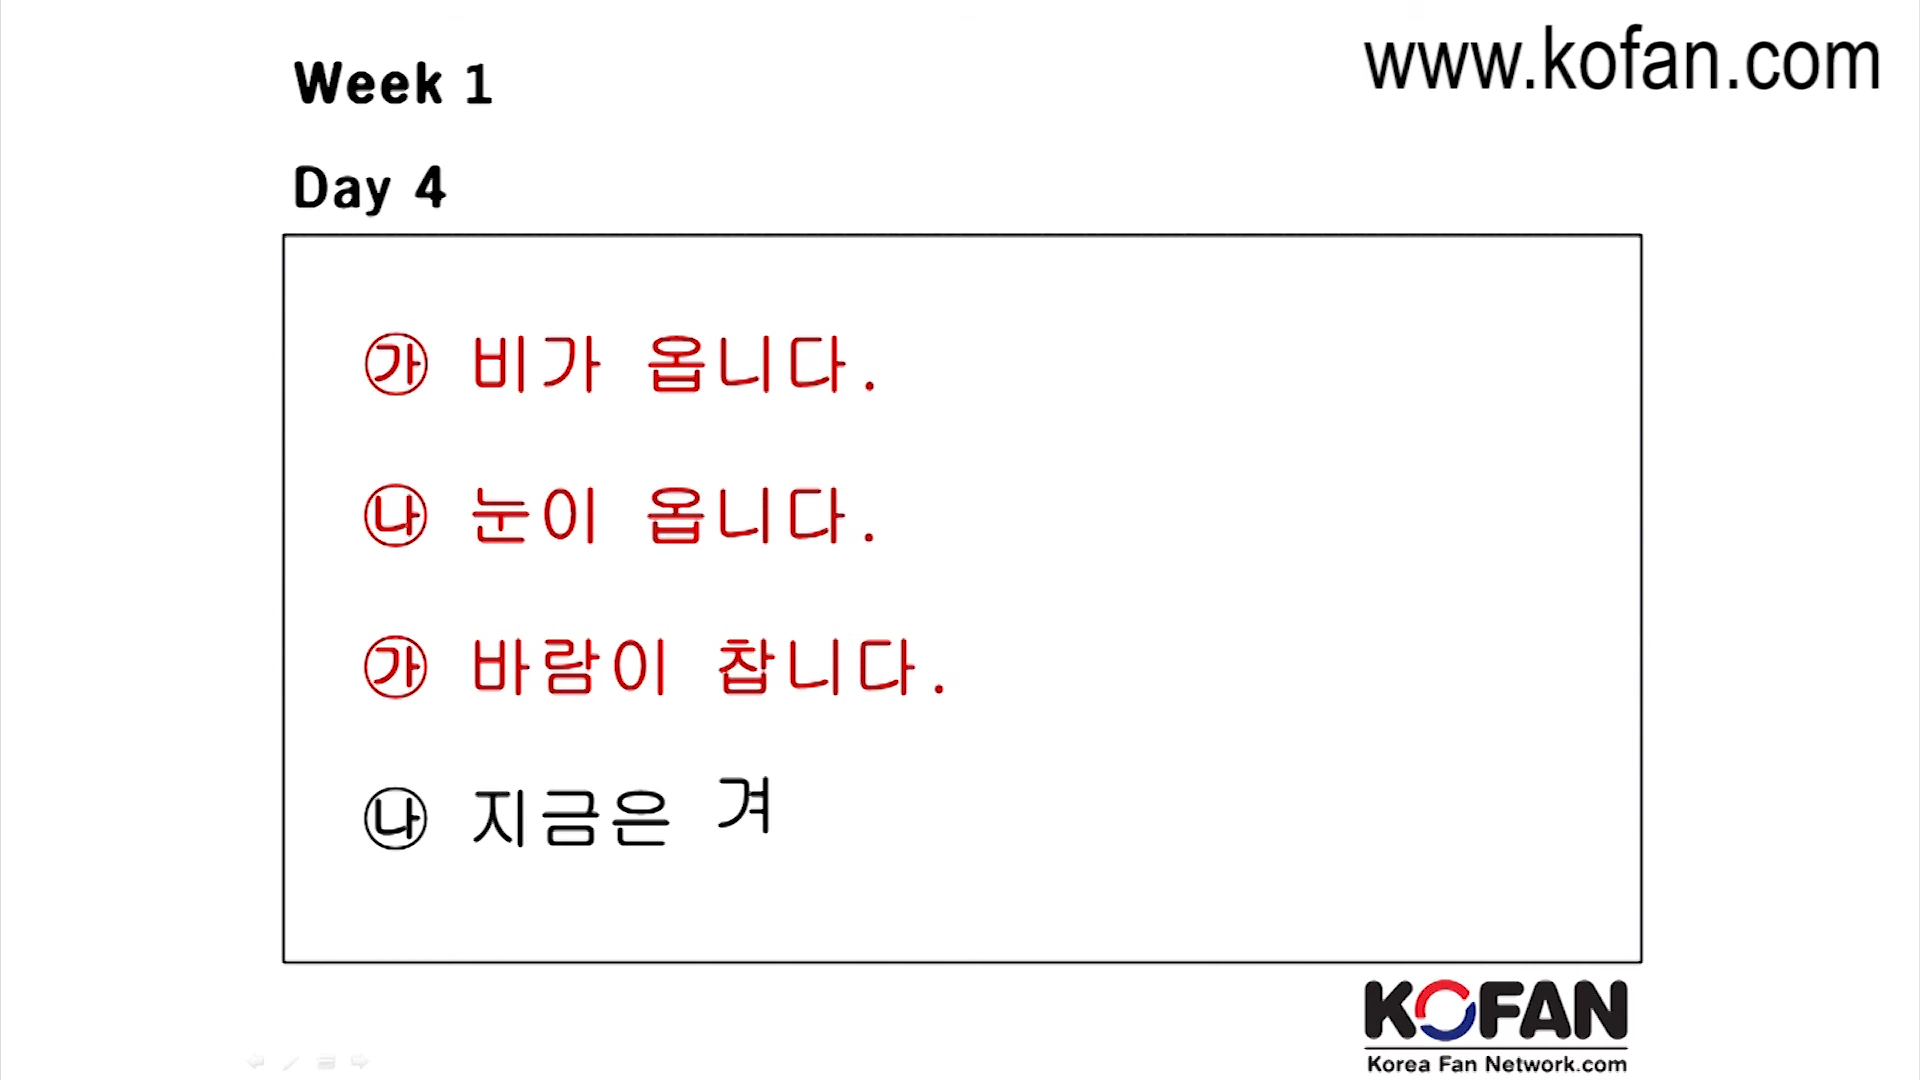 www.kofan.com
Week 1
Day 4
㉮ 비가 옵니다.
㉯ 눈이 옵니다.
㉮ 바람이 찹니다.
㉯ 지금은 겨
KOFAN
Korea Fan Network.com